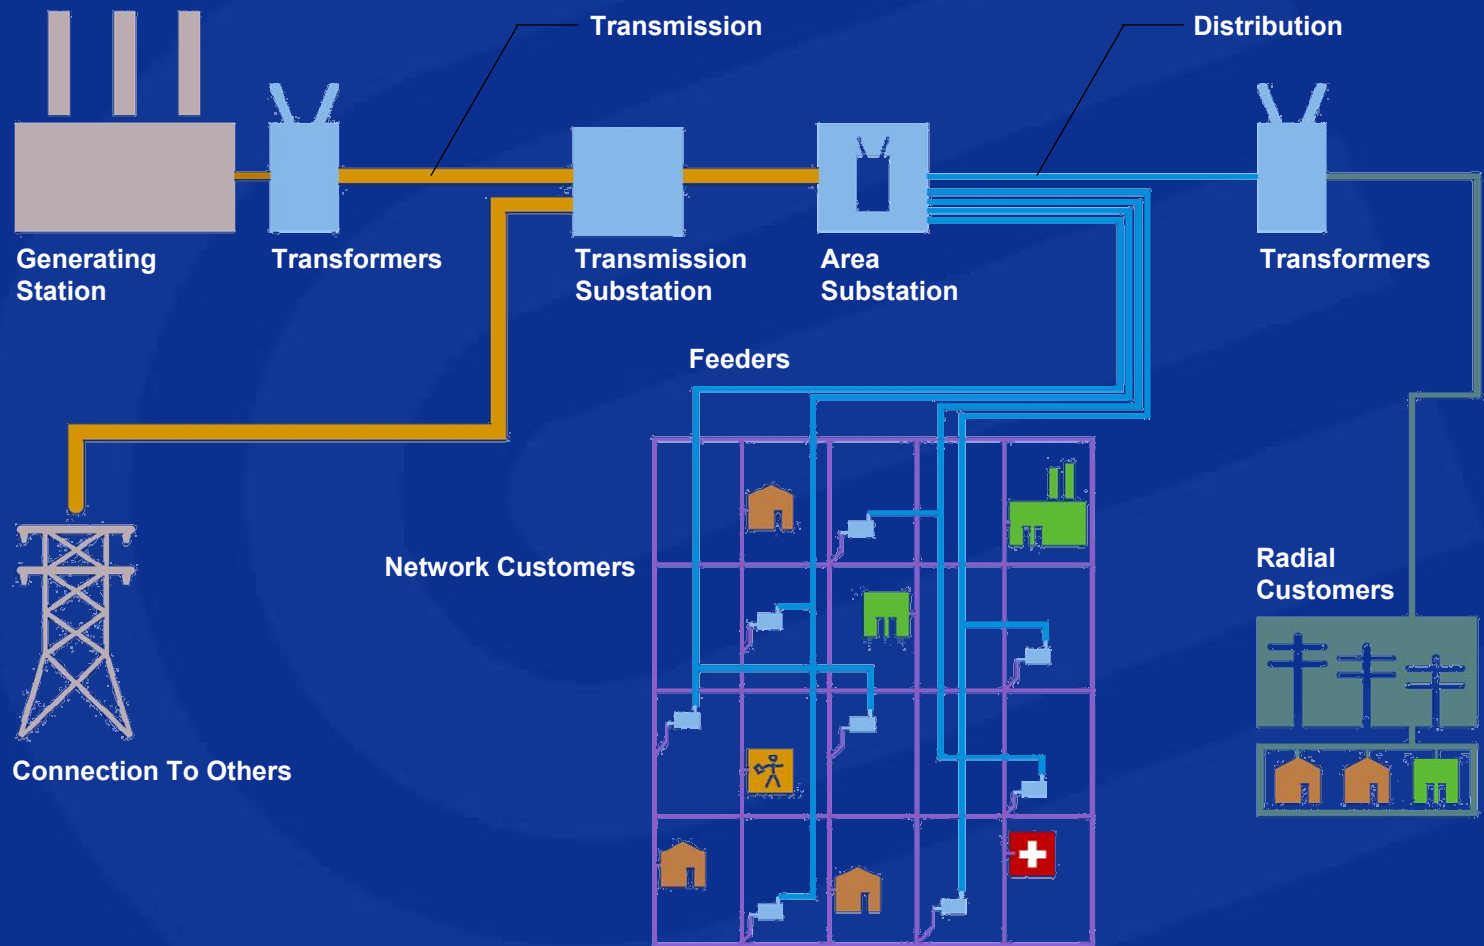 Transmission
Distribution
Generating
Station
Transformers
Transmission
Substation
Area
Substation
Transformers
Feeders
Network Customers
Radial
Customers
Connection To Others